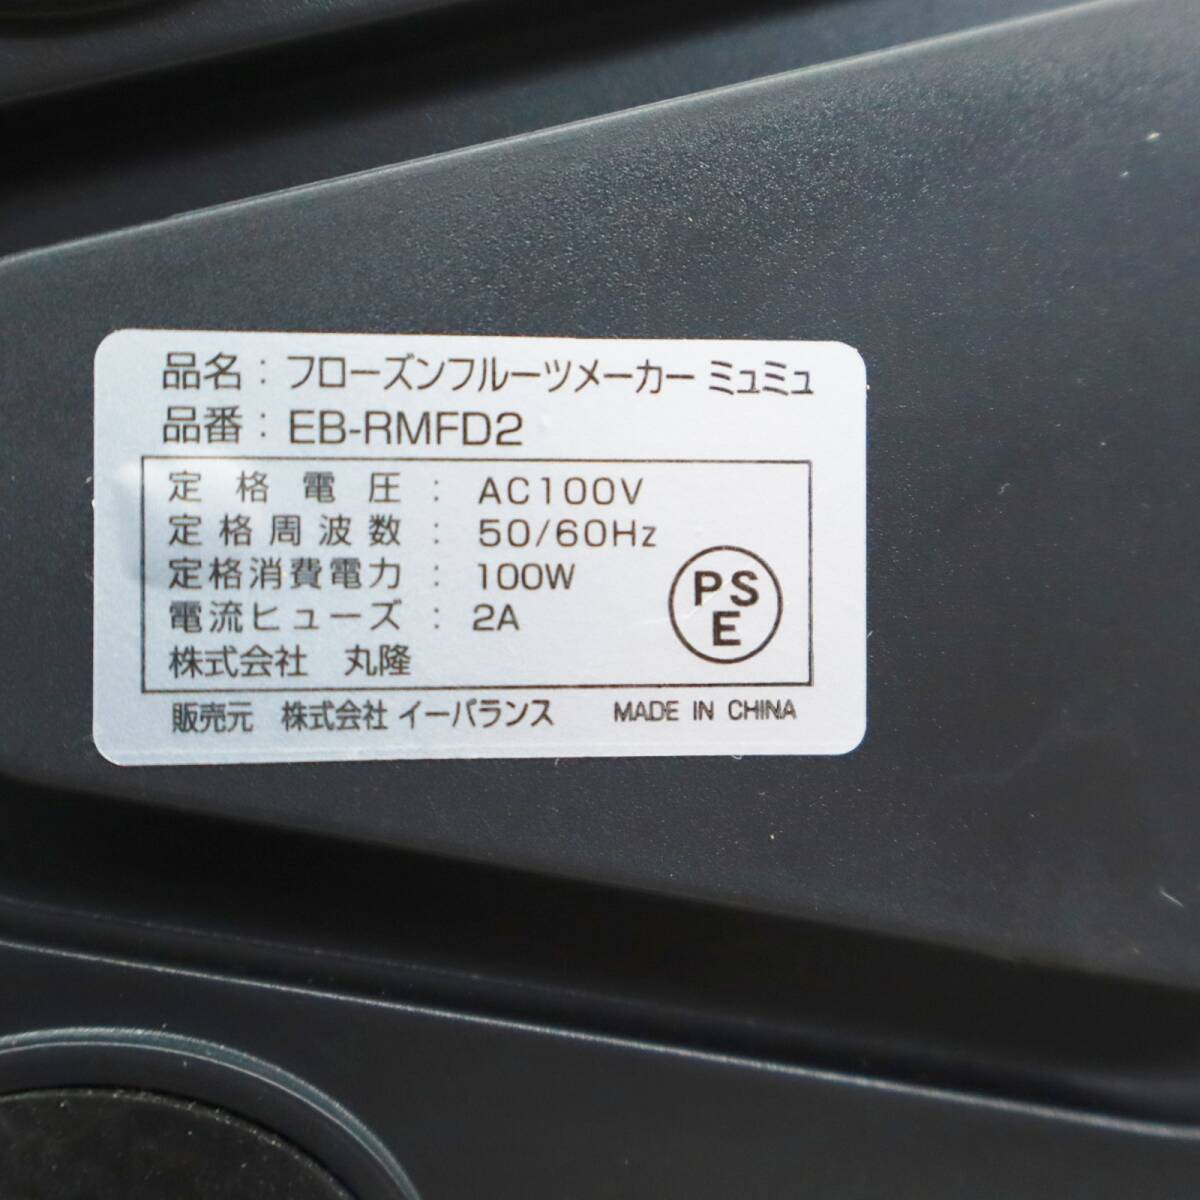 品名：フローズンフルーツメーカー ミュミュ
品番：EB-RMFD2
定格電圧：AC100V
定格周波数：50/60Hz
定格消費電力：100W
電流ヒューズ：2A
株式会社 丸隆
PSE
販売元 株式会社 イーバランス MADE IN CHINA